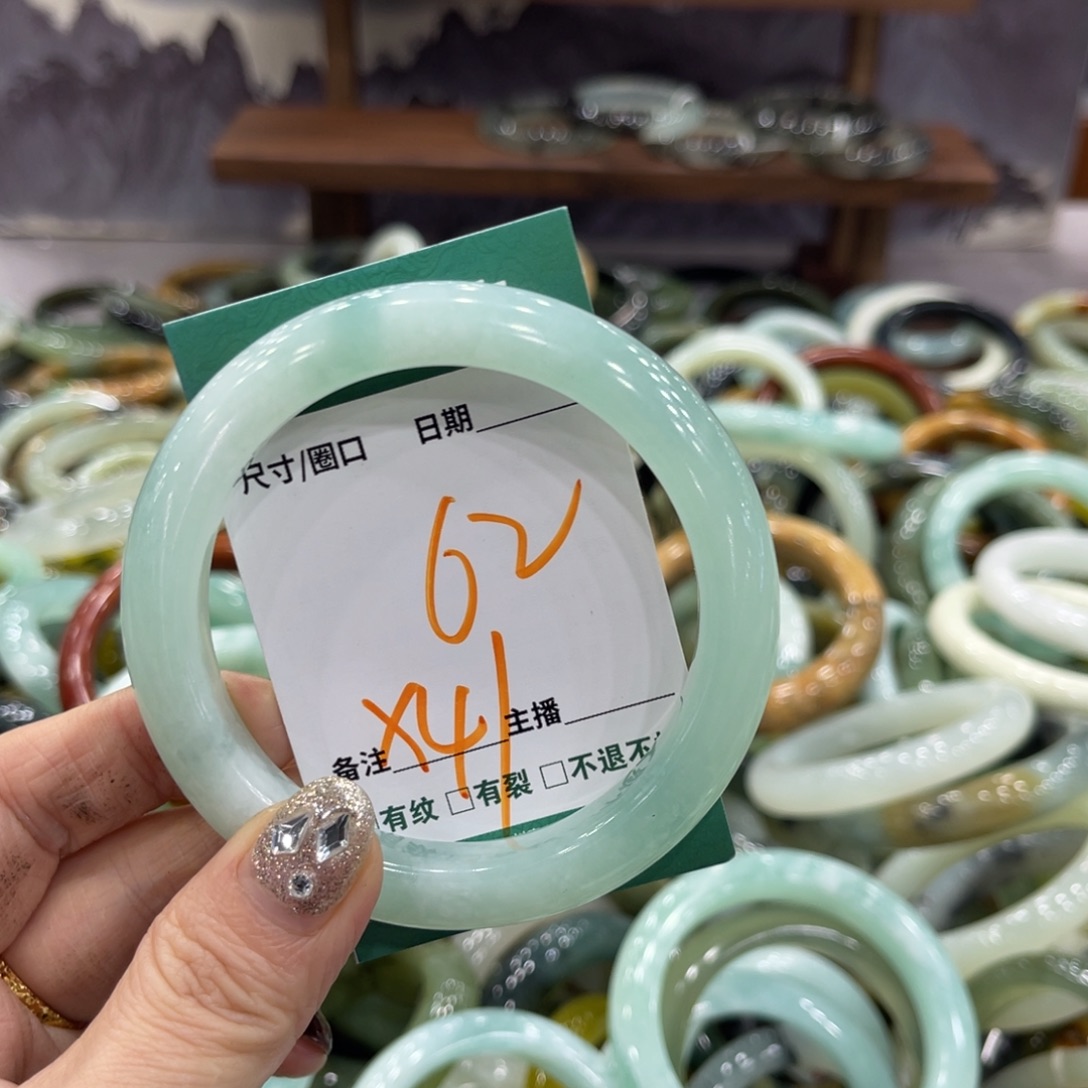 尺寸/圈口 日期
62
X41
备注 主播
有纹 □有裂 □不退不